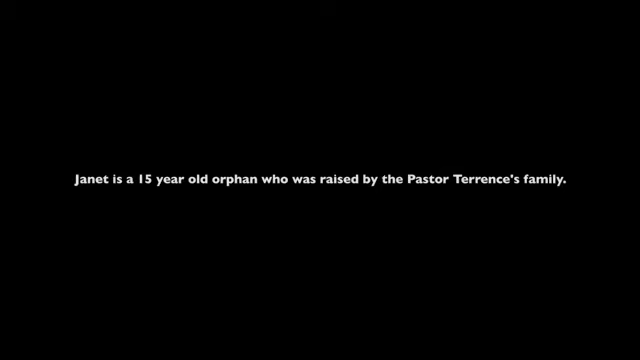 Janet is a 15 year old orphan who was raised by the Pastor Terrence's family.